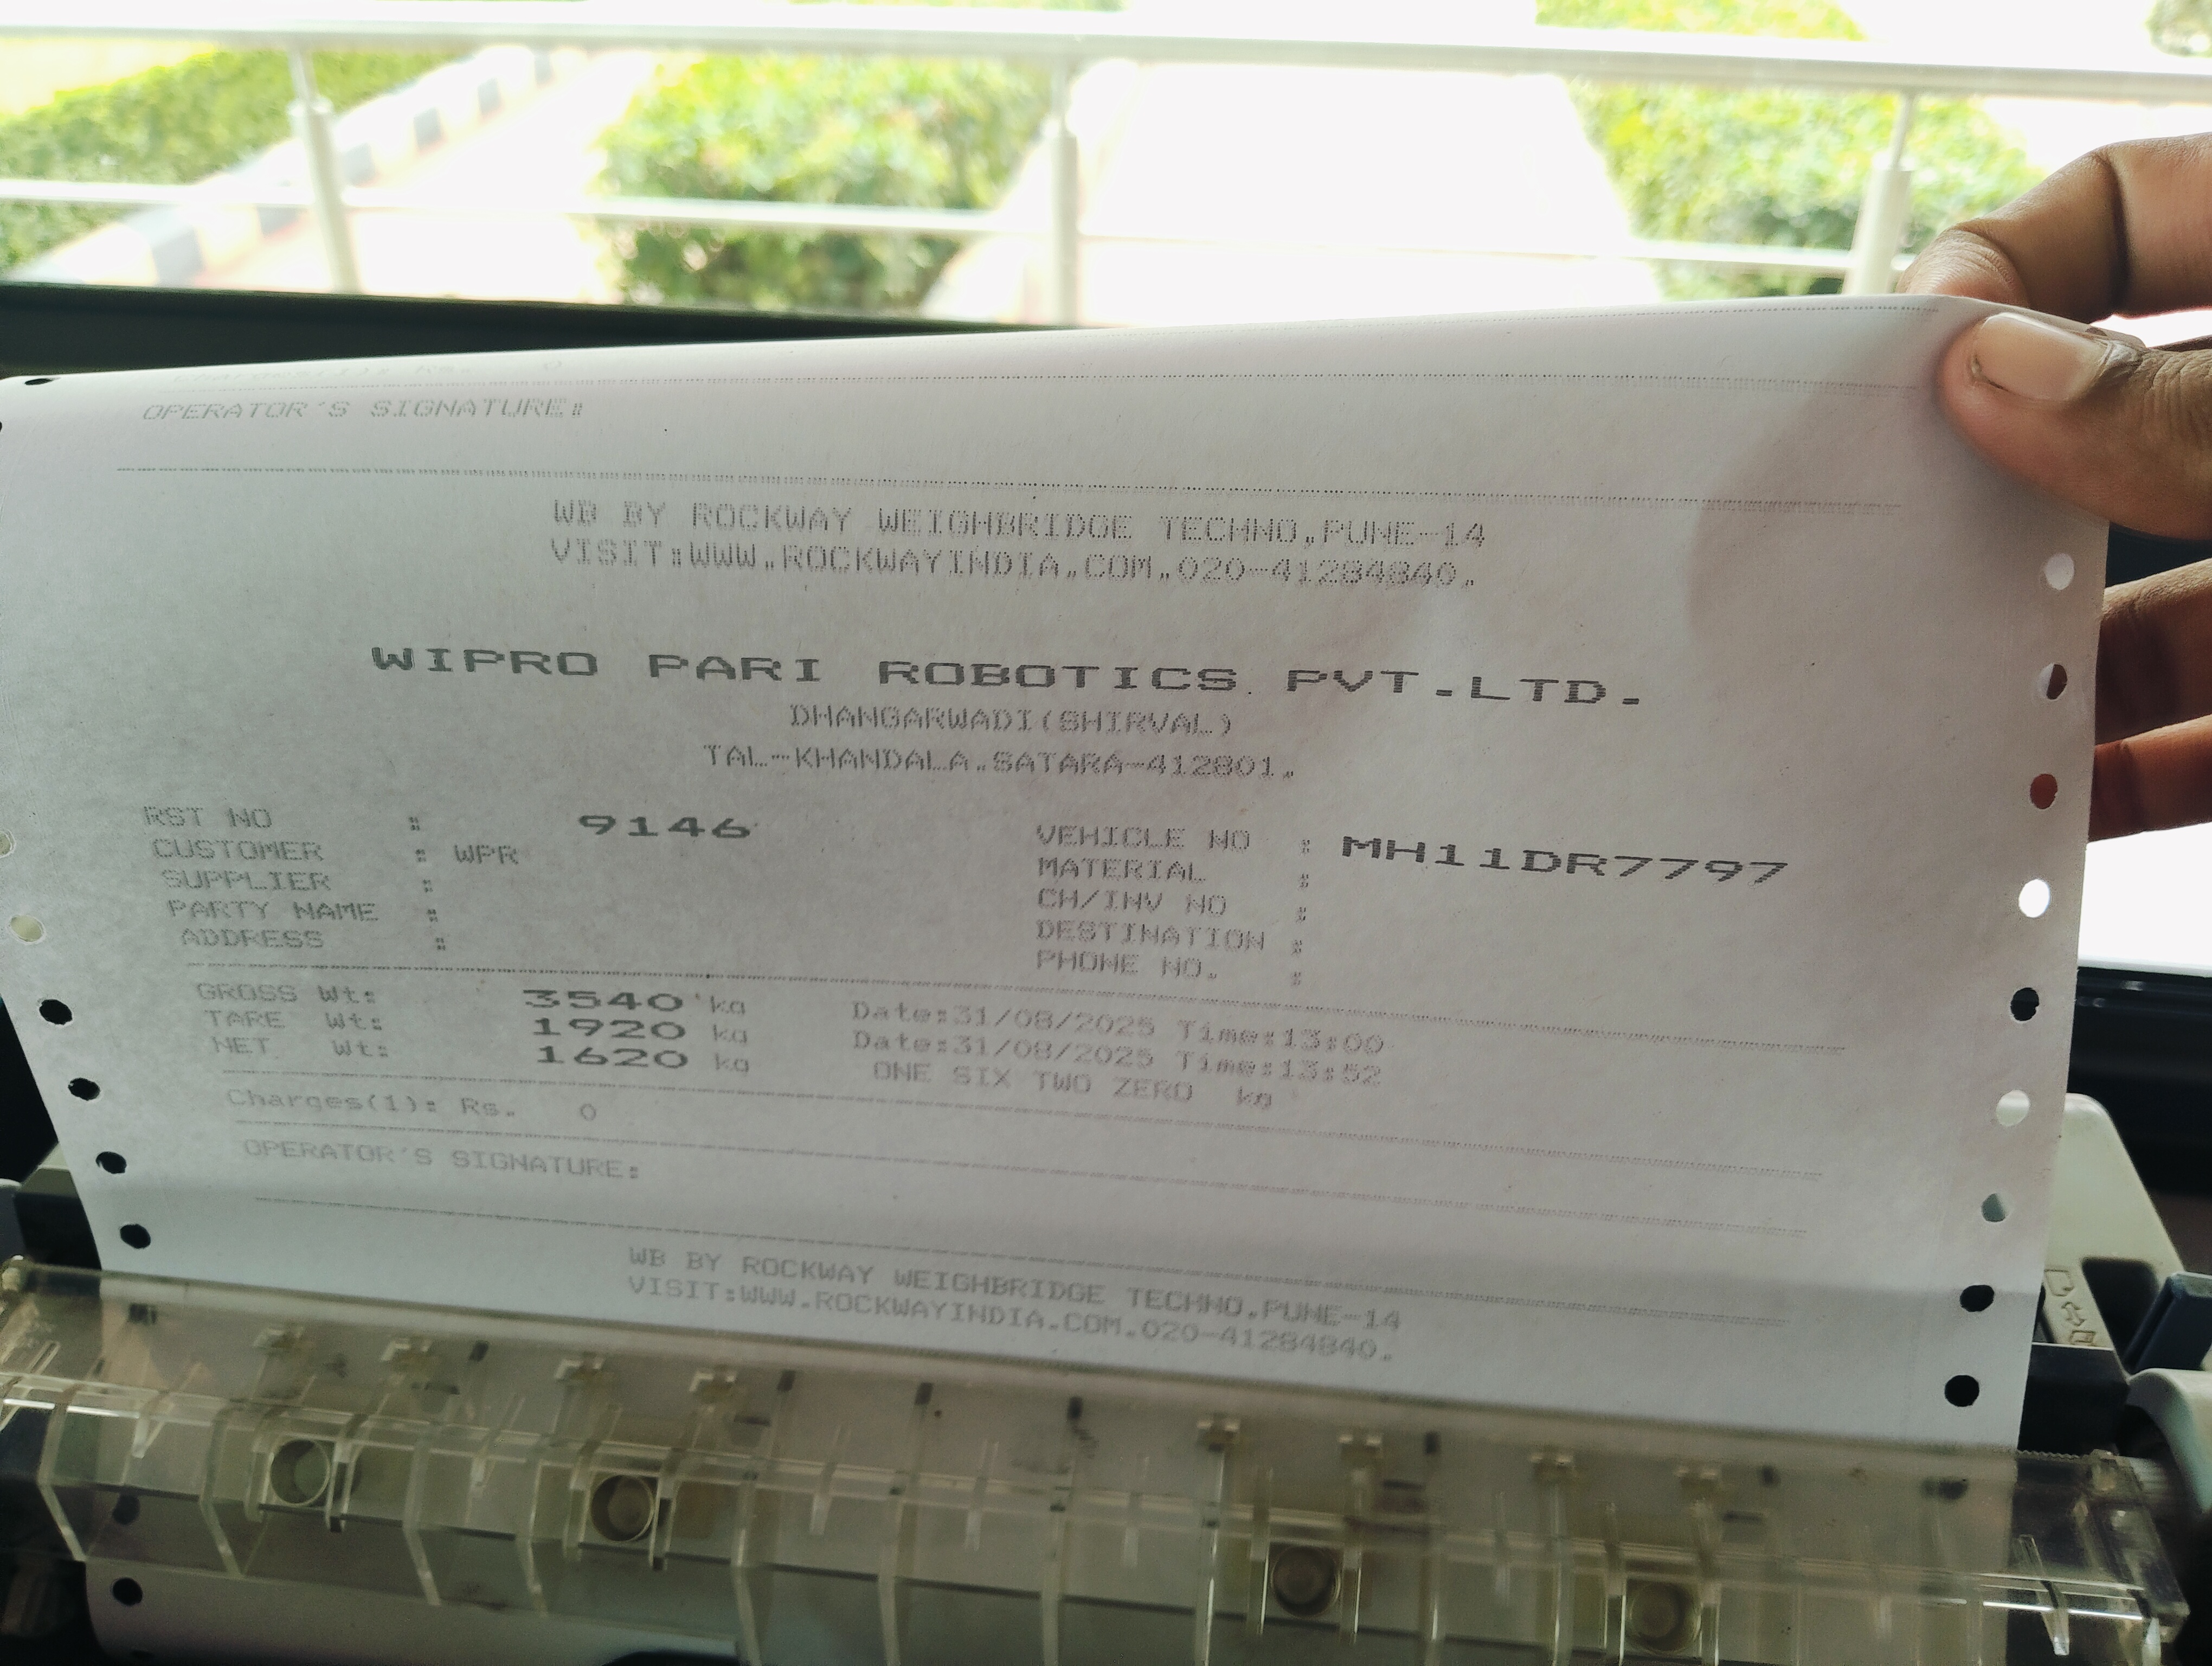 OPERATOR'S SIGNATURE:
WB BY ROCKWAY WEIGHBRIDGE TECHNO.PUNE-14
VISIT:WWW.ROCKWAYINDIA.COM.020-41284840.
WIPRO PARI ROBOTICS PVT.LTD.
DHANGARWADI(SHIRVAL)
TAL-KHANDALA.SATARA-412801.
RST NO : 9146 VEHICLE NO : MH11DR7797
CUSTOMER : WPR MATERIAL :
SUPPLIER : CH/INV NO :
PARTY NAME : DESTINATION :
ADDRESS : PHONE NO. :
GROSS Wt: 3540 kg Date:31/08/2025 Time:13:00
TARE Wt: 1920 kg Date:31/08/2025 Time:13:52
NET Wt: 1620 kg ONE SIX TWO ZERO kg
Charges(1): Rs. 0
OPERATOR'S SIGNATURE:
WB BY ROCKWAY WEIGHBRIDGE TECHNO.PUNE-14
VISIT:WWW.ROCKWAYINDIA.COM.020-41284840.